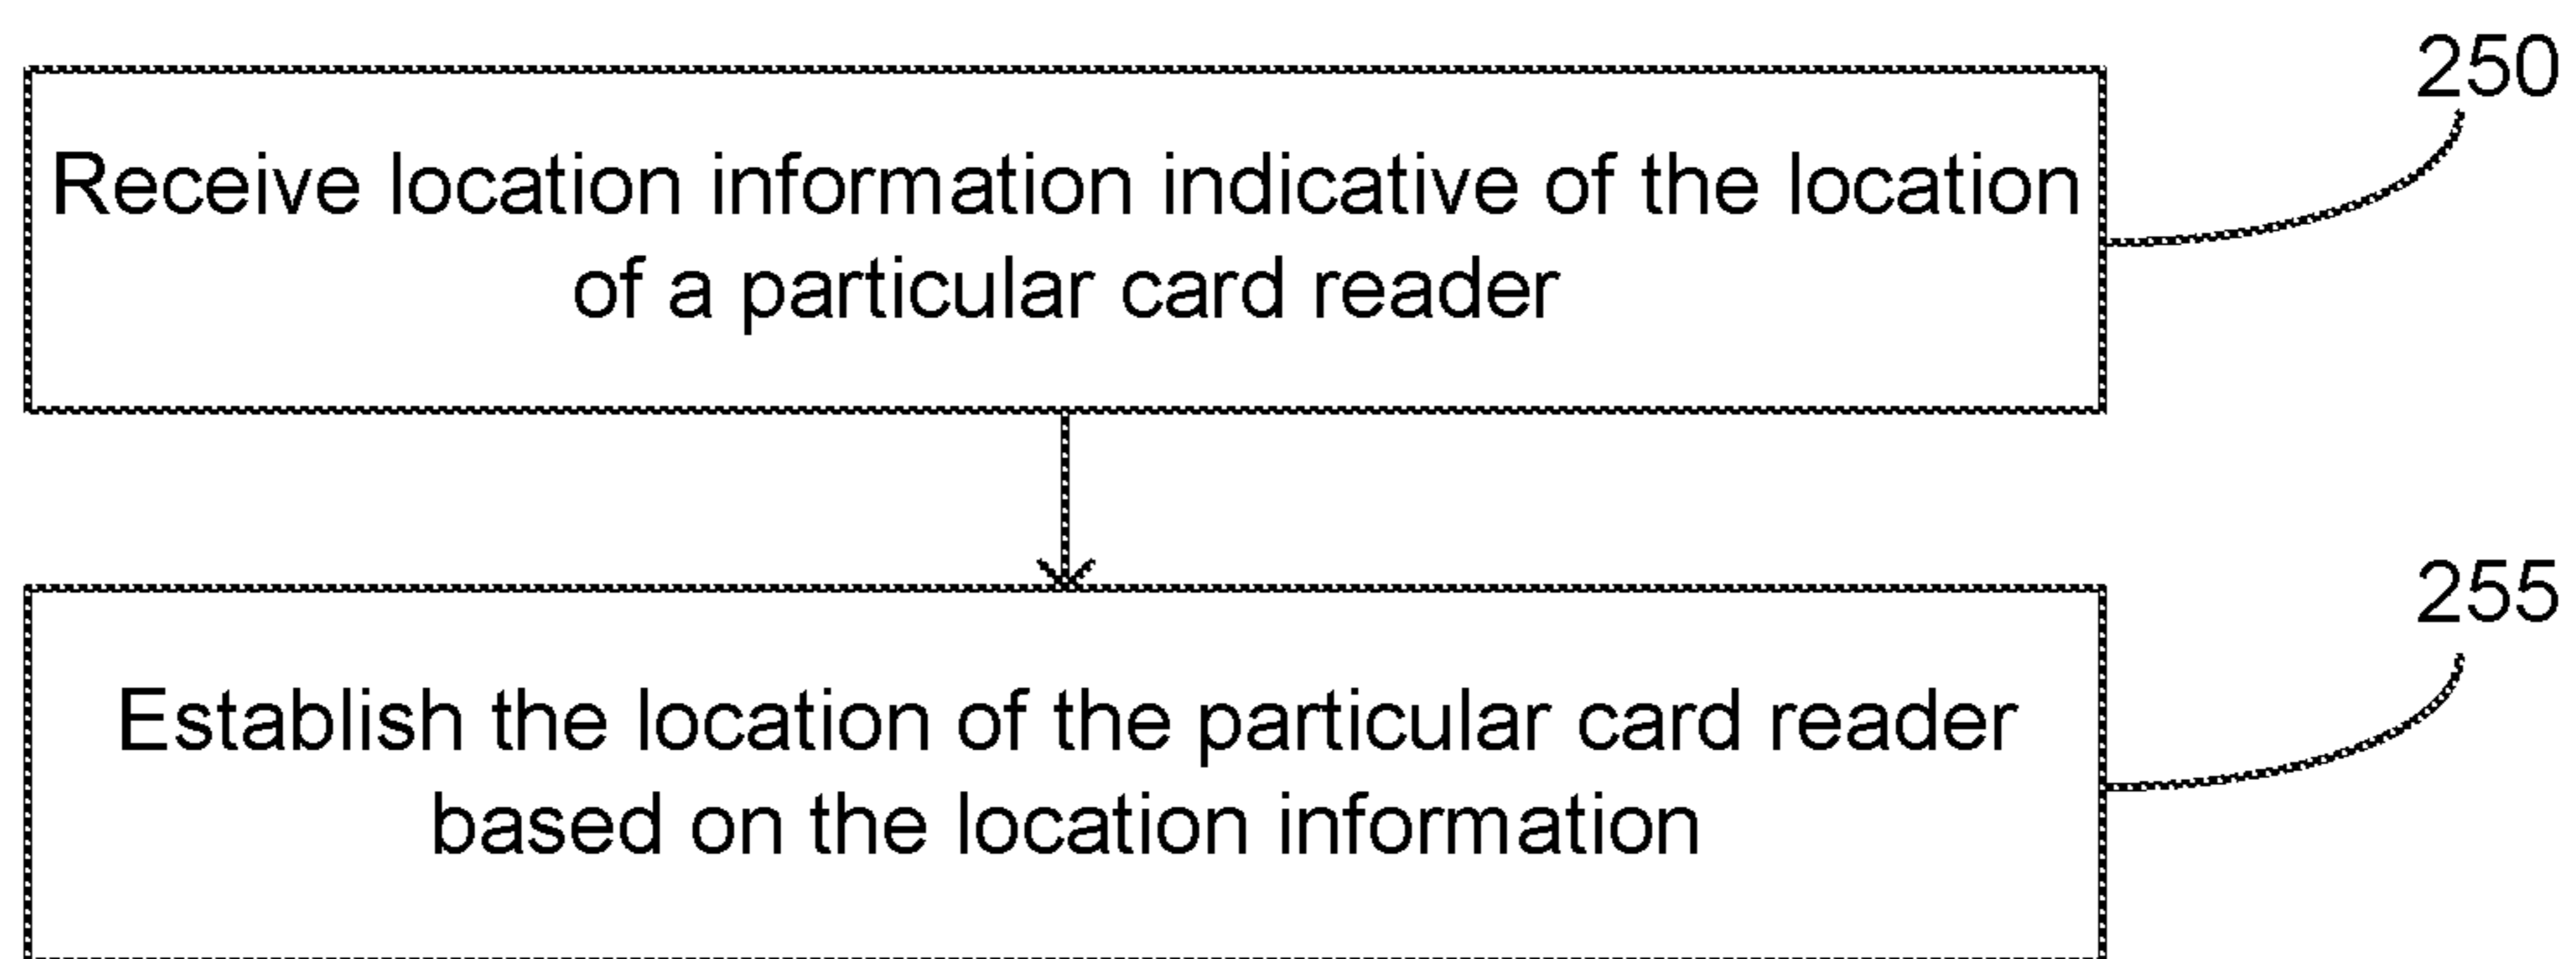 250
Receive location information indicative of the location
of a particular card reader
255
Establish the location of the particular card reader
based on the location information